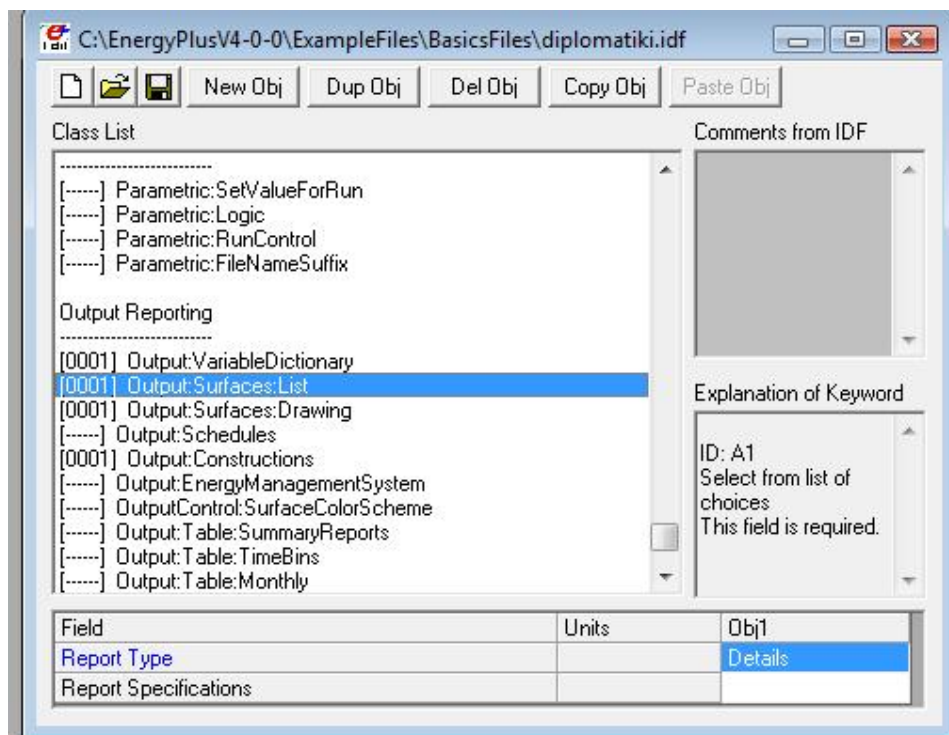 C:\EnergyPlusV4-0-0\ExampleFiles\BasicsFiles\diplomatiki.idf
New Obj Dup Obj Del Obj Copy Obj Paste Obj
Class List
---------------------------
[------] Parametric:SetValueForRun
[------] Parametric:Logic
[------] Parametric:RunControl
[------] Parametric:FileNameSuffix
Output Reporting
---------------------------
[0001] Output:VariableDictionary
[0001] Output:Surfaces:List
[0001] Output:Surfaces:Drawing
[------] Output:Schedules
[0001] Output:Constructions
[------] Output:EnergyManagementSystem
[------] OutputControl:SurfaceColorScheme
[------] Output:Table:SummaryReports
[------] Output:Table:TimeBins
[------] Output:Table:Monthly
Comments from IDF
Explanation of Keyword
ID: A1
Select from list of
choices
This field is required.
Field Units Obj1
Report Type Details
Report Specifications